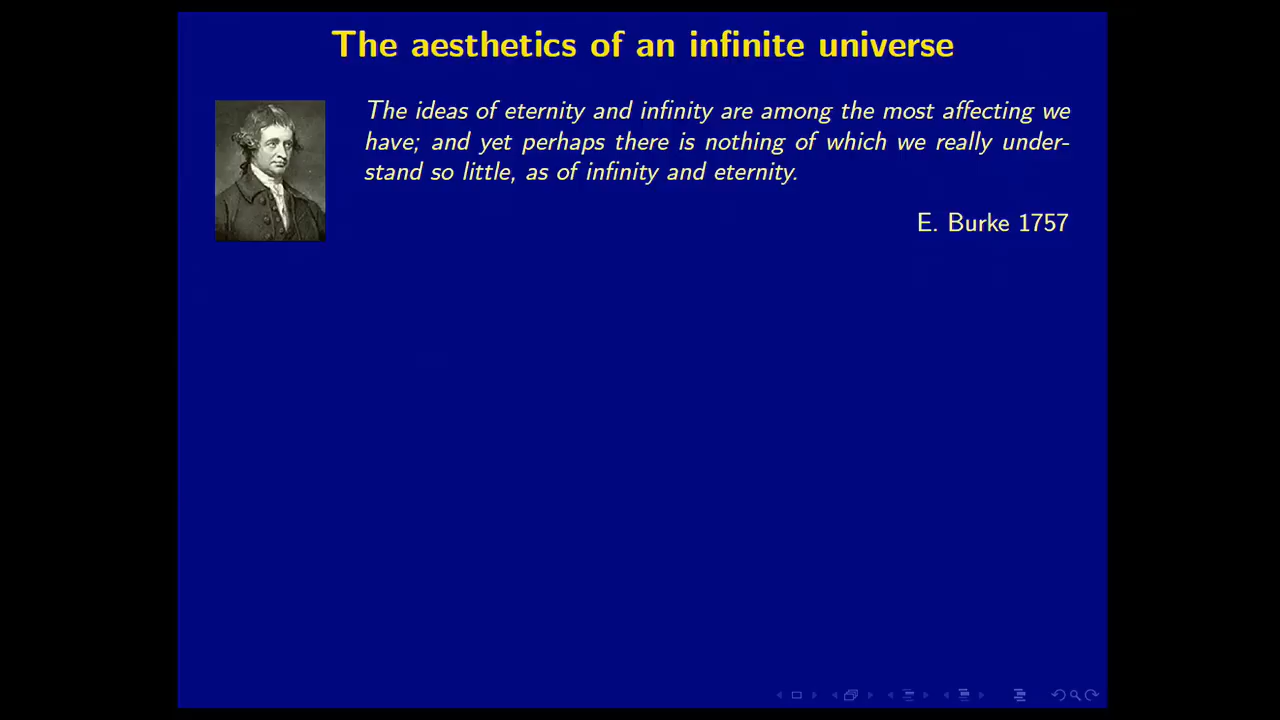 The aesthetics of an infinite universe
The ideas of eternity and infinity are among the most affecting we
have; and yet perhaps there is nothing of which we really under-
stand so little, as of infinity and eternity.
E. Burke 1757